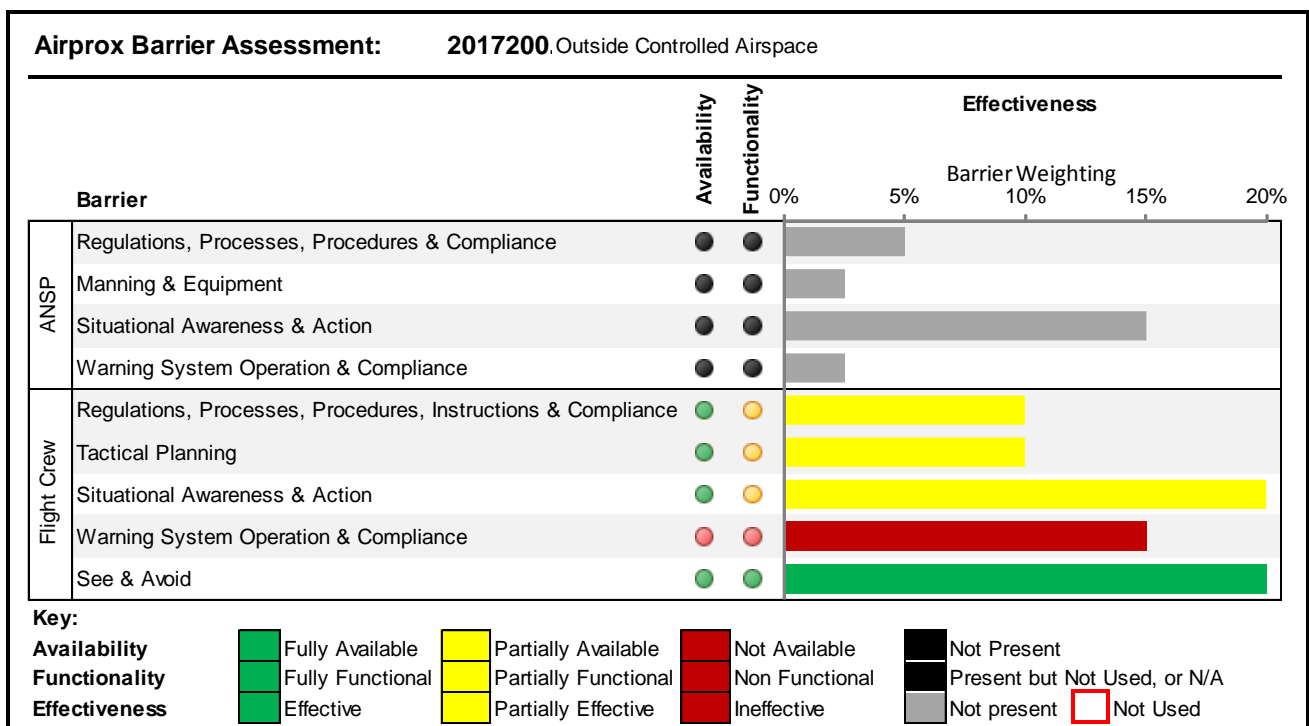 Airprox Barrier Assessment: 2017200. Outside Controlled Airspace
Availability
Functionality
Effectiveness
Barrier Weighting
Barrier
0% 5% 10% 15% 20%
ANSP
Regulations, Processes, Procedures & Compliance
Manning & Equipment
Situational Awareness & Action
Warning System Operation & Compliance
Flight Crew
Regulations, Processes, Procedures, Instructions & Compliance
Tactical Planning
Situational Awareness & Action
Warning System Operation & Compliance
See & Avoid
Key:
Availability Fully Available Partially Available Not Available Not Present
Functionality Fully Functional Partially Functional Non Functional Present but Not Used, or N/A
Effectiveness Effective Partially Effective Ineffective Not present Not Used